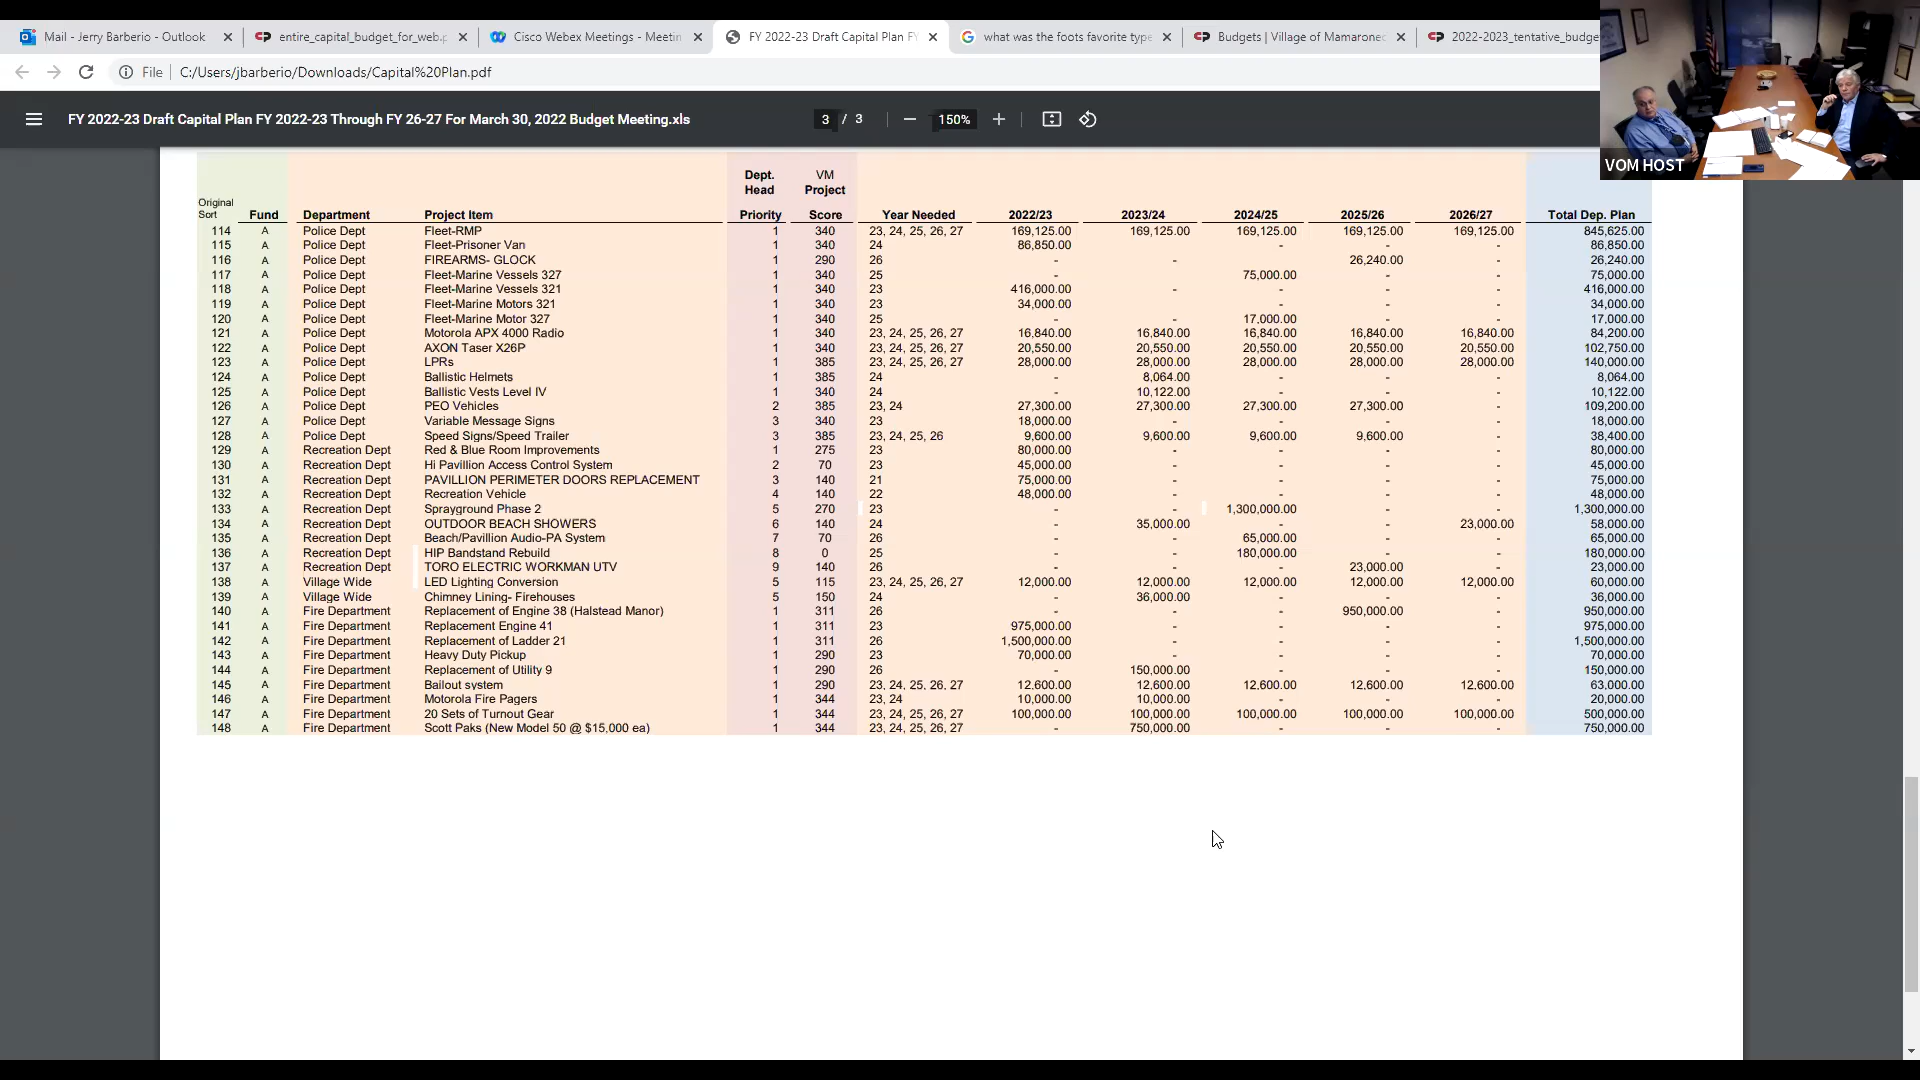 Mail - Jerry Barberio - Outlook
entire_capital_budget_for_web.p
Cisco Webex Meetings - Meetin
FY 2022-23 Draft Capital Plan FY
what was the foots favorite type
Budgets | Village of Mamaronec
2022-2023_tentative_budge
File C:/Users/jbarberio/Downloads/Capital%20Plan.pdf
FY 2022-23 Draft Capital Plan FY 2022-23 Through FY 26-27 For March 30, 2022 Budget Meeting.xls 3 / 3 150%
VOM HOST
Original Sort Fund Department Project Item Dept. Head Priority VM Project Score Year Needed 2022/23 2023/24 2024/25 2025/26 2026/27 Total Dep. Plan
114 A Police Dept Fleet-RMP 1 340 23, 24, 25, 26, 27 169,125.00 169,125.00 169,125.00 169,125.00 169,125.00 845,625.00
115 A Police Dept Fleet-Prisoner Van 1 340 24 86,850.00 - - - 86,850.00
116 A Police Dept FIREARMS- GLOCK 1 290 26 - - - 26,240.00 - 26,240.00
117 A Police Dept Fleet-Marine Vessels 327 1 340 25 - - 75,000.00 - - 75,000.00
118 A Police Dept Fleet-Marine Vessels 321 1 340 23 416,000.00 - - - - 416,000.00
119 A Police Dept Fleet-Marine Motors 321 1 340 23 34,000.00 - - - 34,000.00
120 A Police Dept Fleet-Marine Motor 327 1 340 25 - - 17,000.00 - - 17,000.00
121 A Police Dept Motorola APX 4000 Radio 1 340 23, 24, 25, 26, 27 16,840.00 16,840.00 16,840.00 16,840.00 16,840.00 84,200.00
122 A Police Dept AXON Taser X26P 1 340 23, 24, 25, 26, 27 20,550.00 20,550.00 20,550.00 20,550.00 20,550.00 102,750.00
123 A Police Dept LPRs 1 385 23, 24, 25, 26, 27 28,000.00 28,000.00 28,000.00 28,000.00 28,000.00 140,000.00
124 A Police Dept Ballistic Helmets 1 385 24 - 8,064.00 - - - 8,064.00
125 A Police Dept Ballistic Vests Level IV 1 340 24 - 10,122.00 - - - 10,122.00
126 A Police Dept PEO Vehicles 2 385 23, 24 27,300.00 27,300.00 27,300.00 27,300.00 - 109,200.00
127 A Police Dept Variable Message Signs 3 340 23 18,000.00 - - - - 18,000.00
128 A Police Dept Speed Signs/Speed Trailer 3 385 23, 24, 25, 26 9,600.00 9,600.00 9,600.00 9,600.00 - 38,400.00
129 A Recreation Dept Red & Blue Room Improvements 1 275 23 80,000.00 - - - - 80,000.00
130 A Recreation Dept Hi Pavillion Access Control System 2 70 23 45,000.00 - - - - 45,000.00
131 A Recreation Dept PAVILLION PERIMETER DOORS REPLACEMENT 3 140 21 75,000.00 - - - - 75,000.00
132 A Recreation Dept Recreation Vehicle 4 140 22 48,000.00 - - - - 48,000.00
133 A Recreation Dept Sprayground Phase 2 5 270 23 - - 1,300,000.00 - - 1,300,000.00
134 A Recreation Dept OUTDOOR BEACH SHOWERS 6 140 24 - 35,000.00 - - 23,000.00 58,000.00
135 A Recreation Dept Beach/Pavillion Audio-PA System 7 70 26 - - 65,000.00 - - 65,000.00
136 A Recreation Dept HIP Bandstand Rebuild 8 0 25 - - 180,000.00 - - 180,000.00
137 A Recreation Dept TORO ELECTRIC WORKMAN UTV 9 140 26 - - - 23,000.00 - 23,000.00
138 A Village Wide LED Lighting Conversion 5 115 23, 24, 25, 26, 27 12,000.00 12,000.00 12,000.00 12,000.00 12,000.00 60,000.00
139 A Village Wide Chimney Lining- Firehouses 5 150 24 - 36,000.00 - - - 36,000.00
140 A Fire Department Replacement of Engine 38 (Halstead Manor) 1 311 26 - - - 950,000.00 - 950,000.00
141 A Fire Department Replacement Engine 41 1 311 23 975,000.00 - - - - 975,000.00
142 A Fire Department Replacement of Ladder 21 1 311 26 1,500,000.00 - - - - 1,500,000.00
143 A Fire Department Heavy Duty Pickup 1 290 23 70,000.00 - - - - 70,000.00
144 A Fire Department Replacement of Utility 9 1 290 26 - 150,000.00 - - - 150,000.00
145 A Fire Department Bailout system 1 290 23, 24, 25, 26, 27 12,600.00 12,600.00 12,600.00 12,600.00 12,600.00 63,000.00
146 A Fire Department Motorola Fire Pagers 1 344 23, 24 10,000.00 10,000.00 - - - 20,000.00
147 A Fire Department 20 Sets of Turnout Gear 1 344 23, 24, 25, 26, 27 100,000.00 100,000.00 100,000.00 100,000.00 100,000.00 500,000.00
148 A Fire Department Scott Paks (New Model 50 @ $15,000 ea) 1 344 23, 24, 25, 26, 27 - 750,000.00 - - - 750,000.00